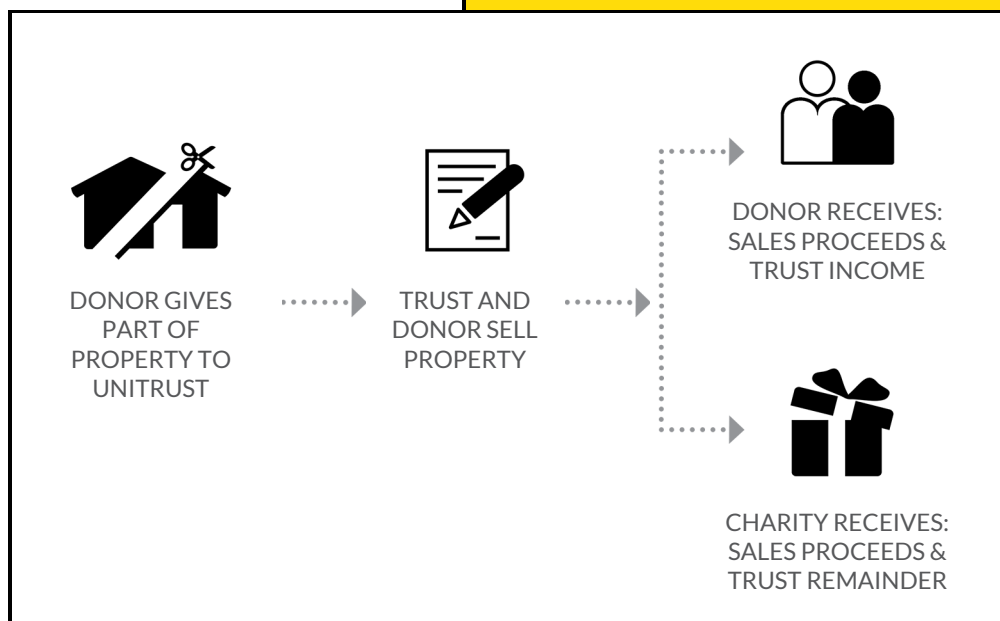 DONOR GIVES
PART OF
PROPERTY TO
UNITRUST
TRUST AND
DONOR SELL
PROPERTY
DONOR RECEIVES:
SALES PROCEEDS &
TRUST INCOME
CHARITY RECEIVES:
SALES PROCEEDS &
TRUST REMAINDER